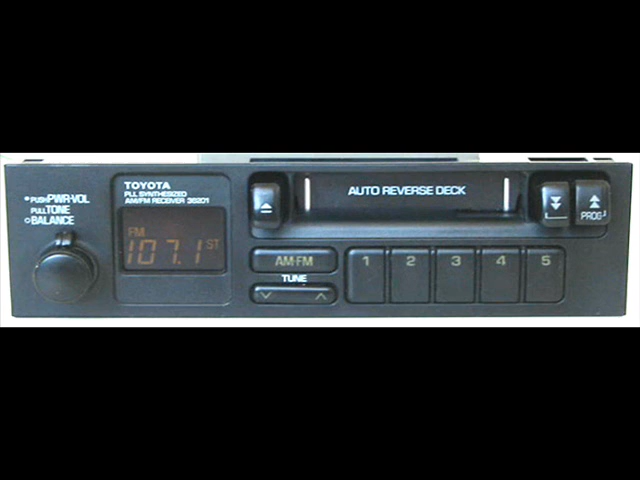 PUSH PWR·VOL
PULL TONE
BALANCE
TOYOTA
PLL SYNTHESIZED
AM/FM RECEIVER 36201
FM
107.1 ST
AUTO REVERSE DECK
PROG
AM·FM
TUNE
1 2 3 4 5